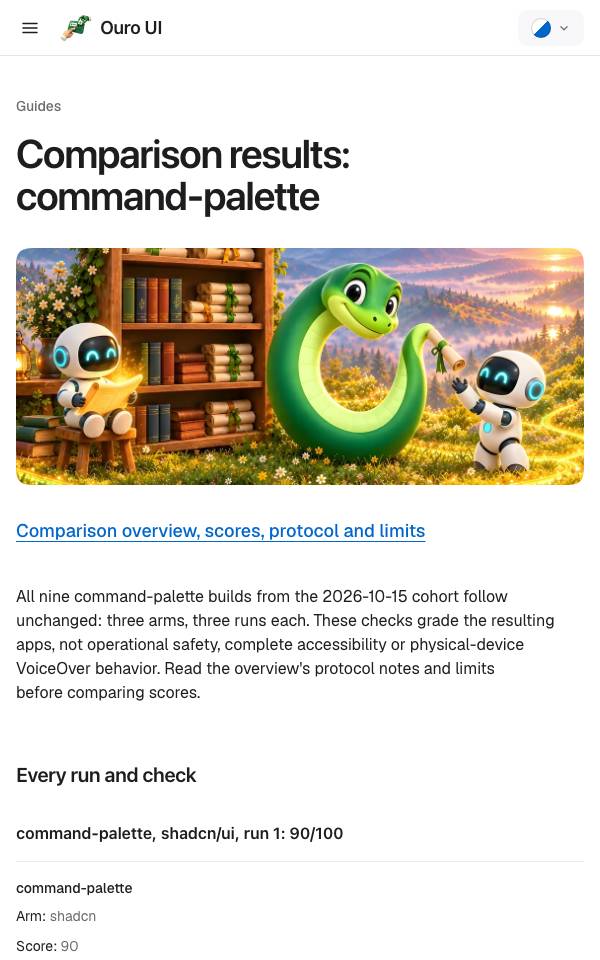 Ouro UI
Guides
Comparison results:
command-palette
Comparison overview, scores, protocol and limits
All nine command-palette builds from the 2026-10-15 cohort follow
unchanged: three arms, three runs each. These checks grade the resulting
apps, not operational safety, complete accessibility or physical-device
VoiceOver behavior. Read the overview's protocol notes and limits
before comparing scores.
Every run and check
command-palette, shadcn/ui, run 1: 90/100
command-palette
Arm: shadcn
Score: 90